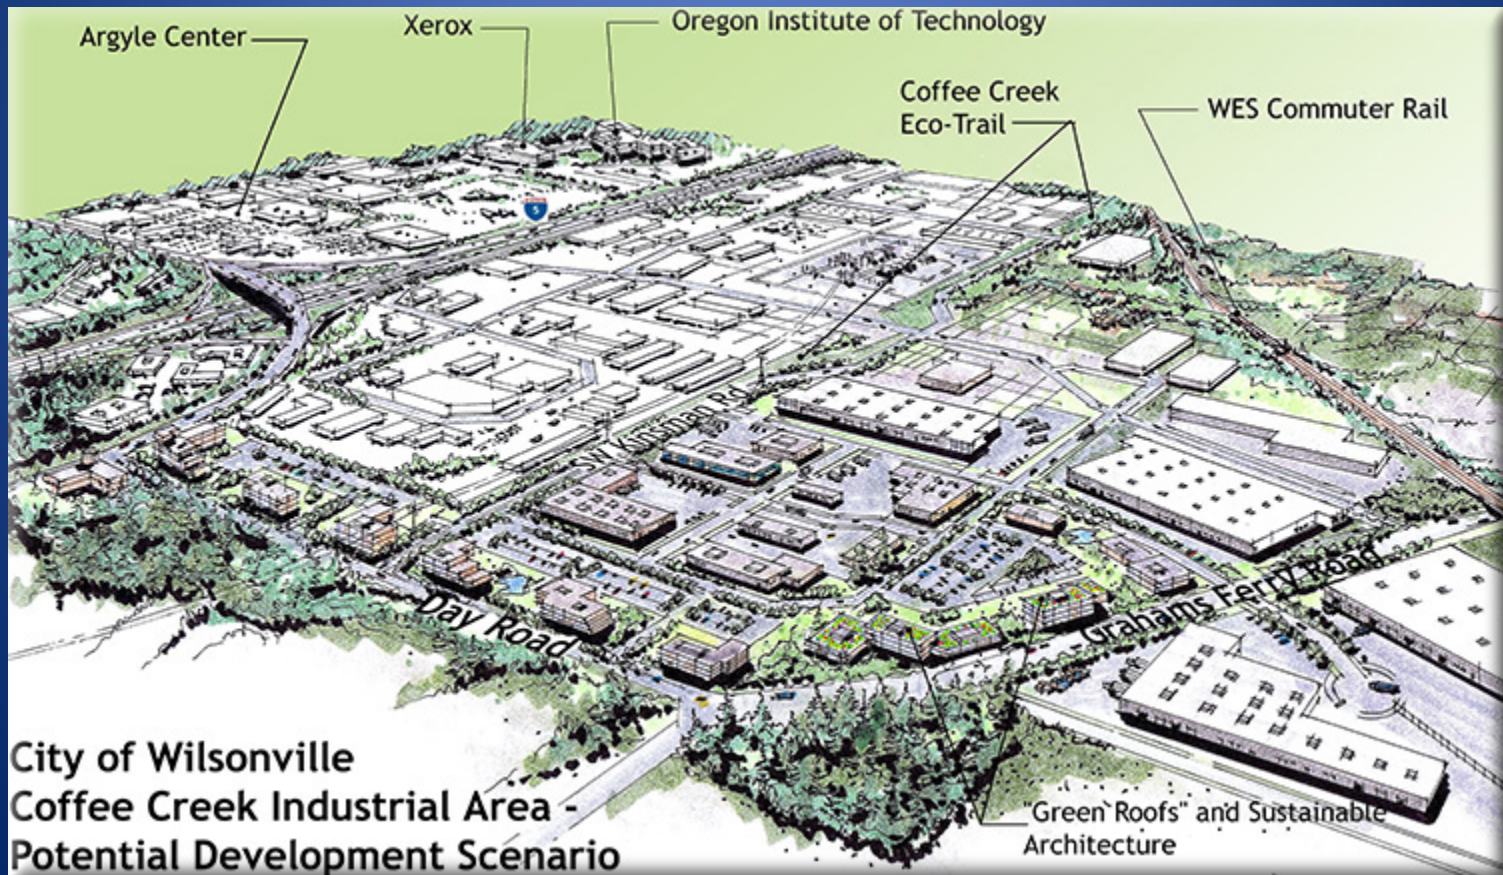 Argyle Center
Xerox
Oregon Institute of Technology
Coffee Creek
Eco-Trail
WES Commuter Rail
5
SW Kinsman Rd
Day Road
Grahams Ferry Road
City of Wilsonville
Coffee Creek Industrial Area -
Potential Development Scenario
"Green Roofs" and Sustainable
Architecture